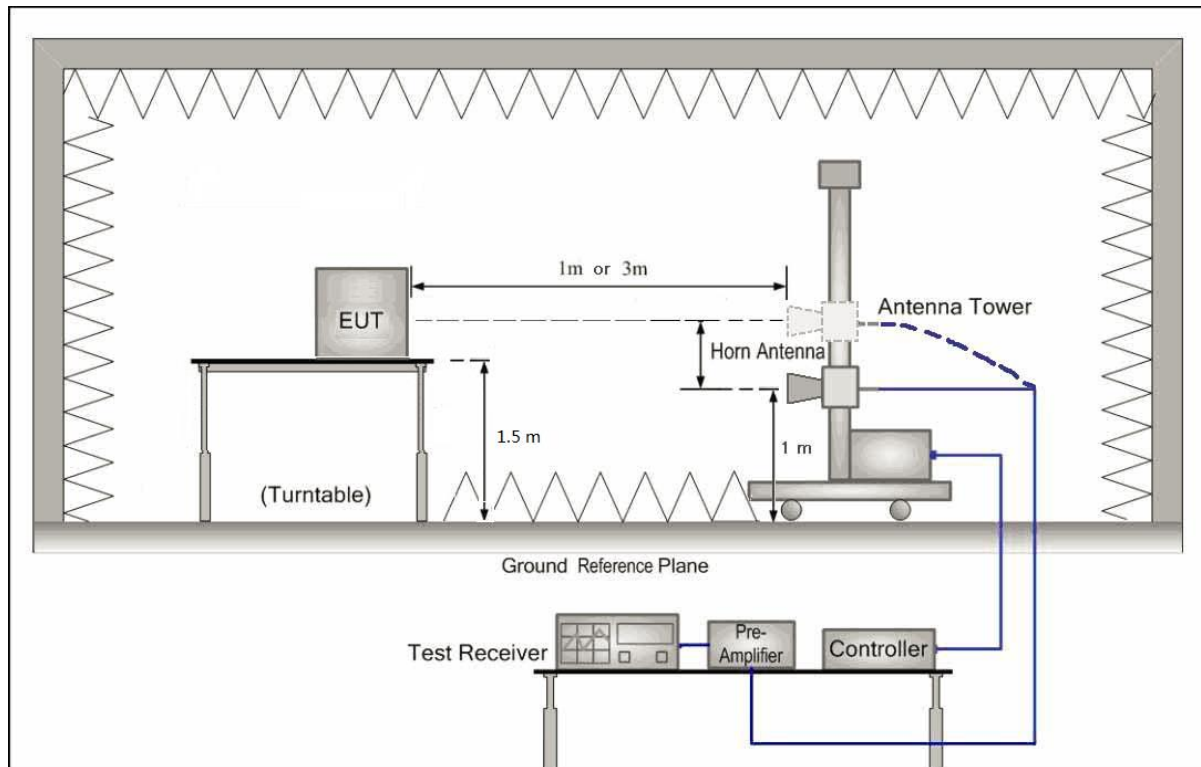 1m or 3m
EUT
Antenna Tower
Horn Antenna
1.5 m
1 m
(Turntable)
Ground Reference Plane
Test Receiver
Pre-
Amplifier
Controller